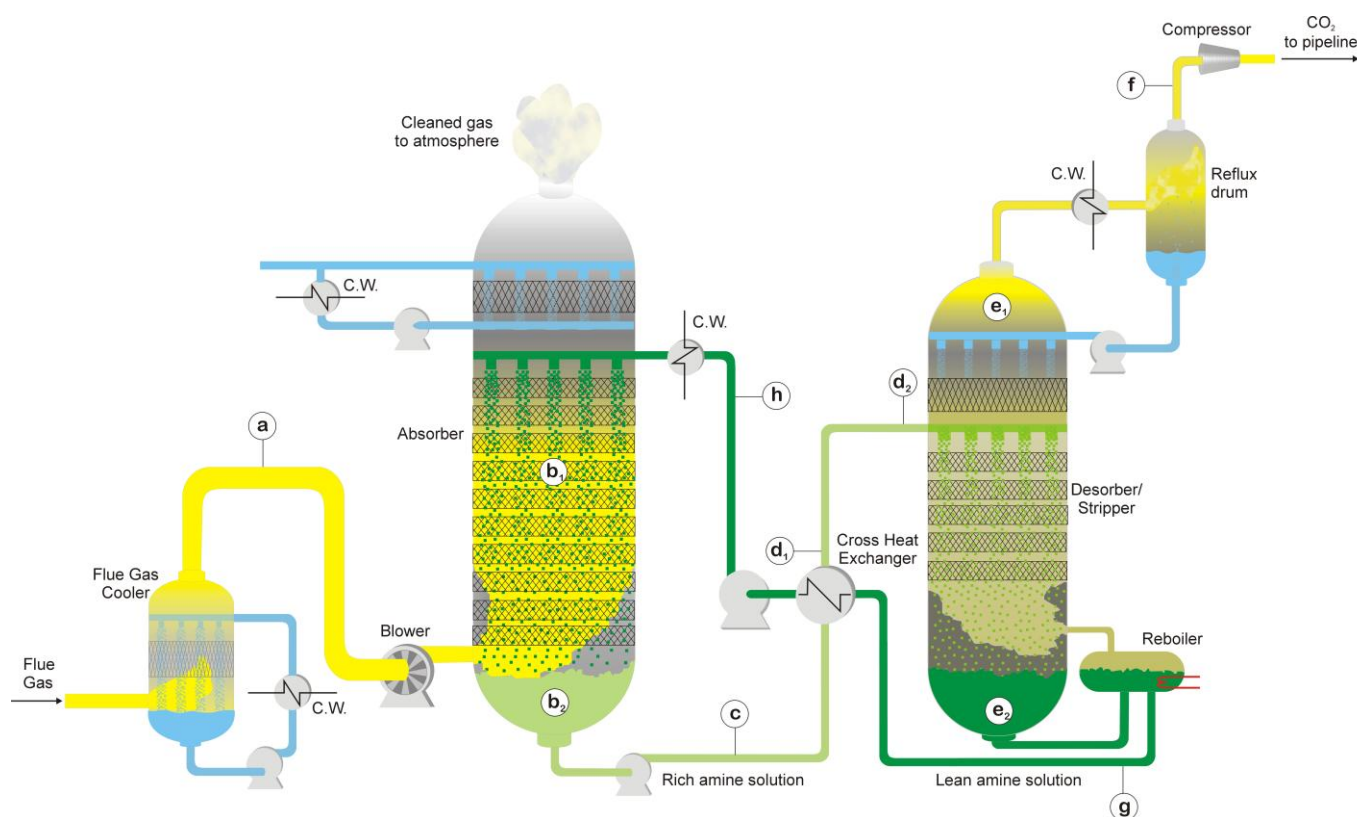 Compressor
CO₂
to pipeline
f
Cleaned gas
to atmosphere
C.W.
Reflux
drum
C.W.
e₁
C.W.
h
d₂
a
Absorber
b₁
Desorber/
Stripper
d₁
Cross Heat
Exchanger
Flue Gas
Cooler
Blower
Reboiler
Flue
Gas
C.W.
b₂
e₂
c
Rich amine solution
Lean amine solution
g